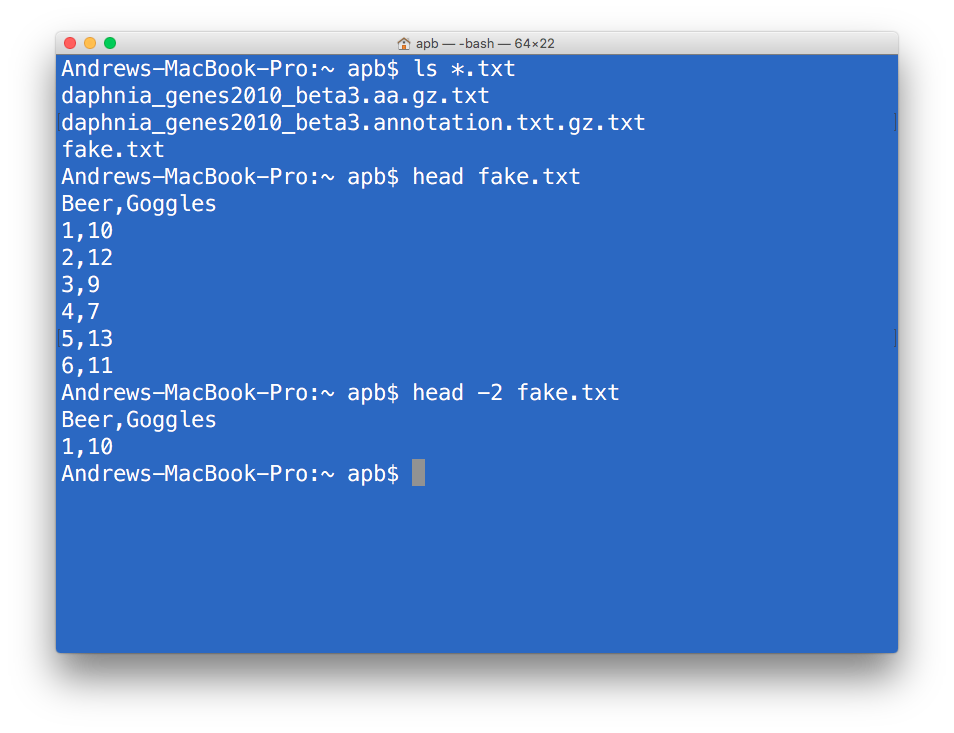 apb — -bash — 64×22
Andrews-MacBook-Pro:~ apb$ ls *.txt
daphnia_genes2010_beta3.aa.gz.txt
daphnia_genes2010_beta3.annotation.txt.gz.txt
fake.txt
Andrews-MacBook-Pro:~ apb$ head fake.txt
Beer,Goggles
1,10
2,12
3,9
4,7
5,13
6,11
Andrews-MacBook-Pro:~ apb$ head -2 fake.txt
Beer,Goggles
1,10
Andrews-MacBook-Pro:~ apb$